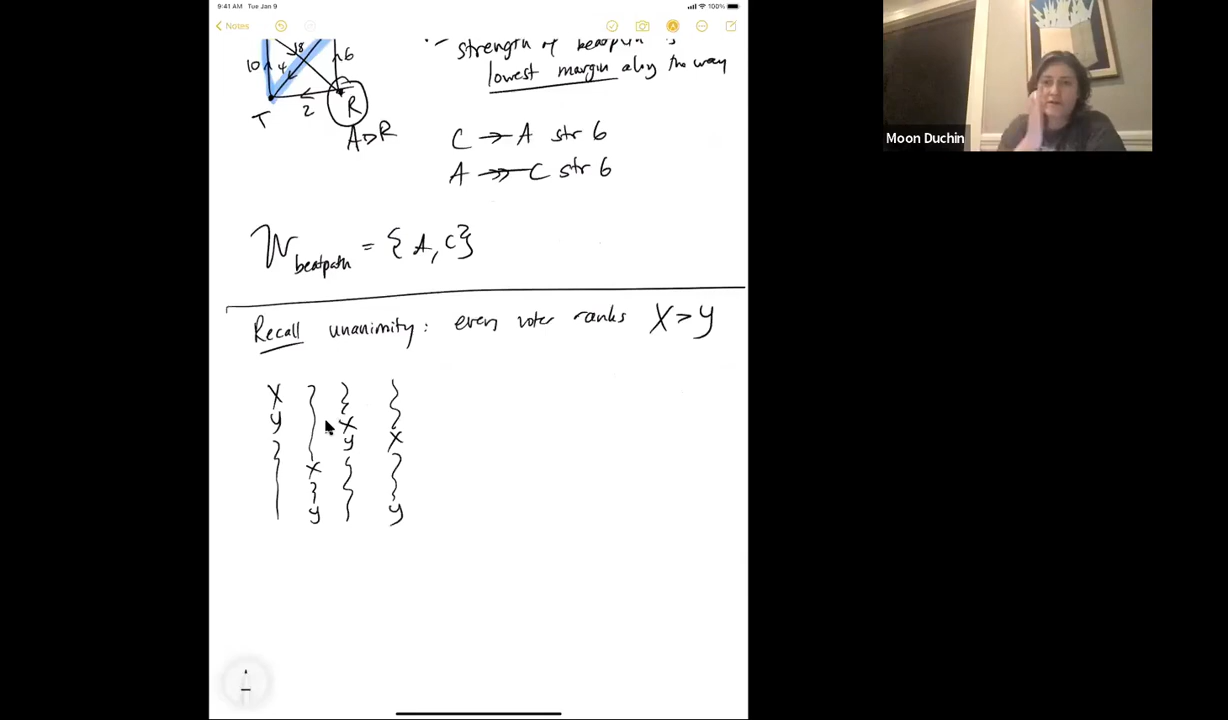 9:41 AM Tue Jan 9
100%
Notes
10 4 18 6
strength of beatpath is
lowest margin along the way
T 2 R
A▷R
C →→ A str 6
A →→ C str 6
W beatpath = { A, C }
Recall unanimity: every voter ranks X > Y
X
y
X
y
X
y
X
y
Moon Duchin